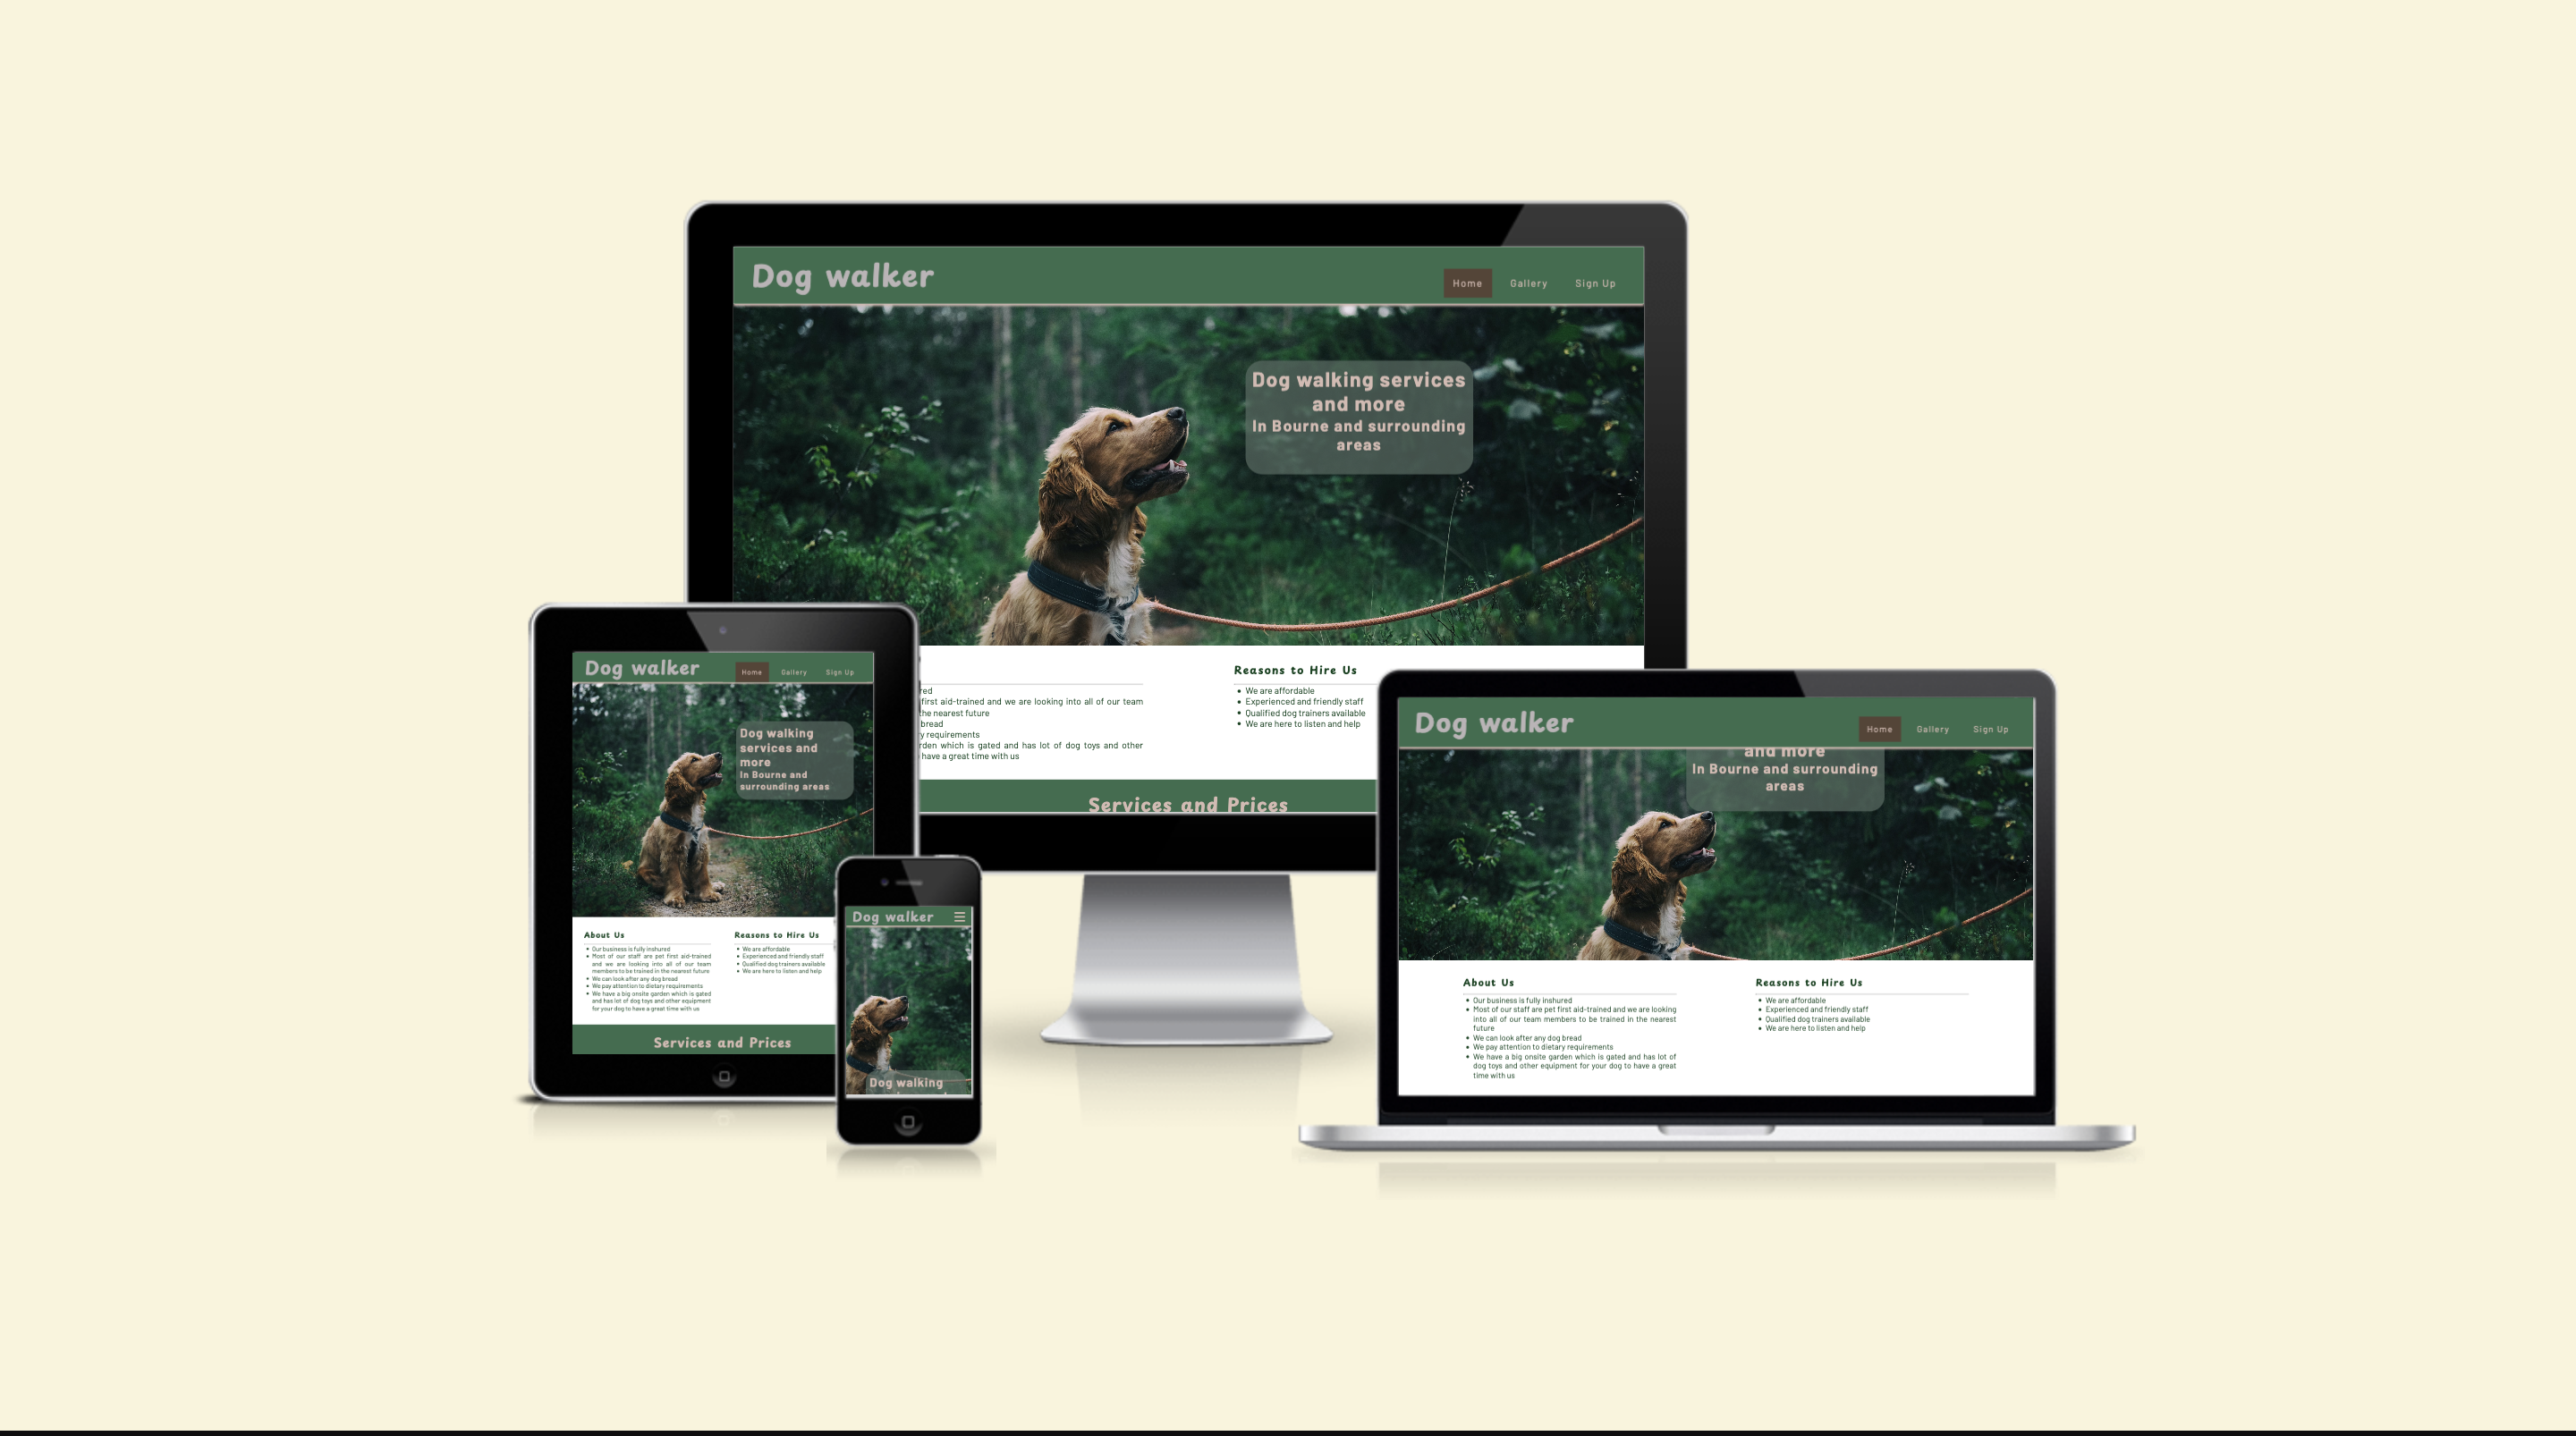 Dog walker
Home Gallery Sign Up
Dog walking services
and more
In Bourne and surrounding
areas
Reasons to Hire Us
first aid-trained and we are looking into all of our team
the nearest future
bread
requirements
which is gated and has lot of dog toys and other
have a great time with us
We are affordable
Experienced and friendly staff
Qualified dog trainers available
We are here to listen and help
Services and Prices
Dog walker
Home Gallery Sign Up
Dog walking
services and
more
In Bourne and
surrounding areas
About Us
Our business is fully inshured
Most of our staff are pet first aid-trained
and we are looking into all of our team
members to be trained in the nearest future
We can look after any dog bread
We pay attention to dietary requirements
We have a big onsite garden which is gated
and has lot of dog toys and other equipment
for your dog to have a great time with us
Reasons to Hire Us
We are affordable
Experienced and friendly staff
Qualified dog trainers available
We are here to listen and help
Services and Prices
Dog walker
Dog walking
Dog walker
Home Gallery Sign Up
and more
In Bourne and surrounding
areas
About Us
Our business is fully inshured
Most of our staff are pet first aid-trained and we are looking
into all of our team members to be trained in the nearest
future
We can look after any dog bread
We pay attention to dietary requirements
We have a big onsite garden which is gated and has lot of
dog toys and other equipment for your dog to have a great
time with us
Reasons to Hire Us
We are affordable
Experienced and friendly staff
Qualified dog trainers available
We are here to listen and help